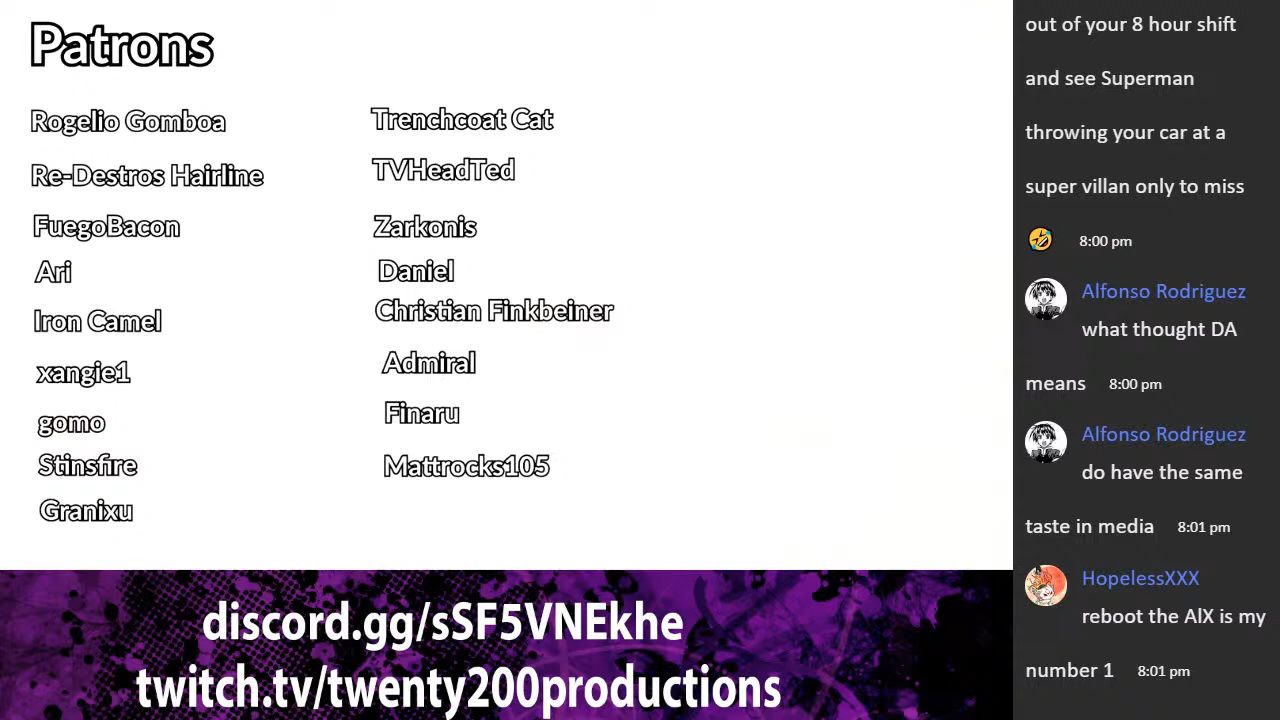 Patrons
Rogelio Gomboa
Re-Destros Hairline
FuegoBacon
Ari
Iron Camel
xangie1
gomo
Stinsfire
Granixu
Trenchcoat Cat
TVHeadTed
Zarkonis
Daniel
Christian Finkbeiner
Admiral
Finaru
Mattrocks105
discord.gg/sSF5VNEkhe
twitch.tv/twenty200productions
out of your 8 hour shift
and see Superman
throwing your car at a
super villan only to miss
🤣 8:00 pm
Alfonso Rodriguez
what thought DA
means 8:00 pm
Alfonso Rodriguez
do have the same
taste in media 8:01 pm
HopelessXXX
reboot the AlX is my
number 1 8:01 pm